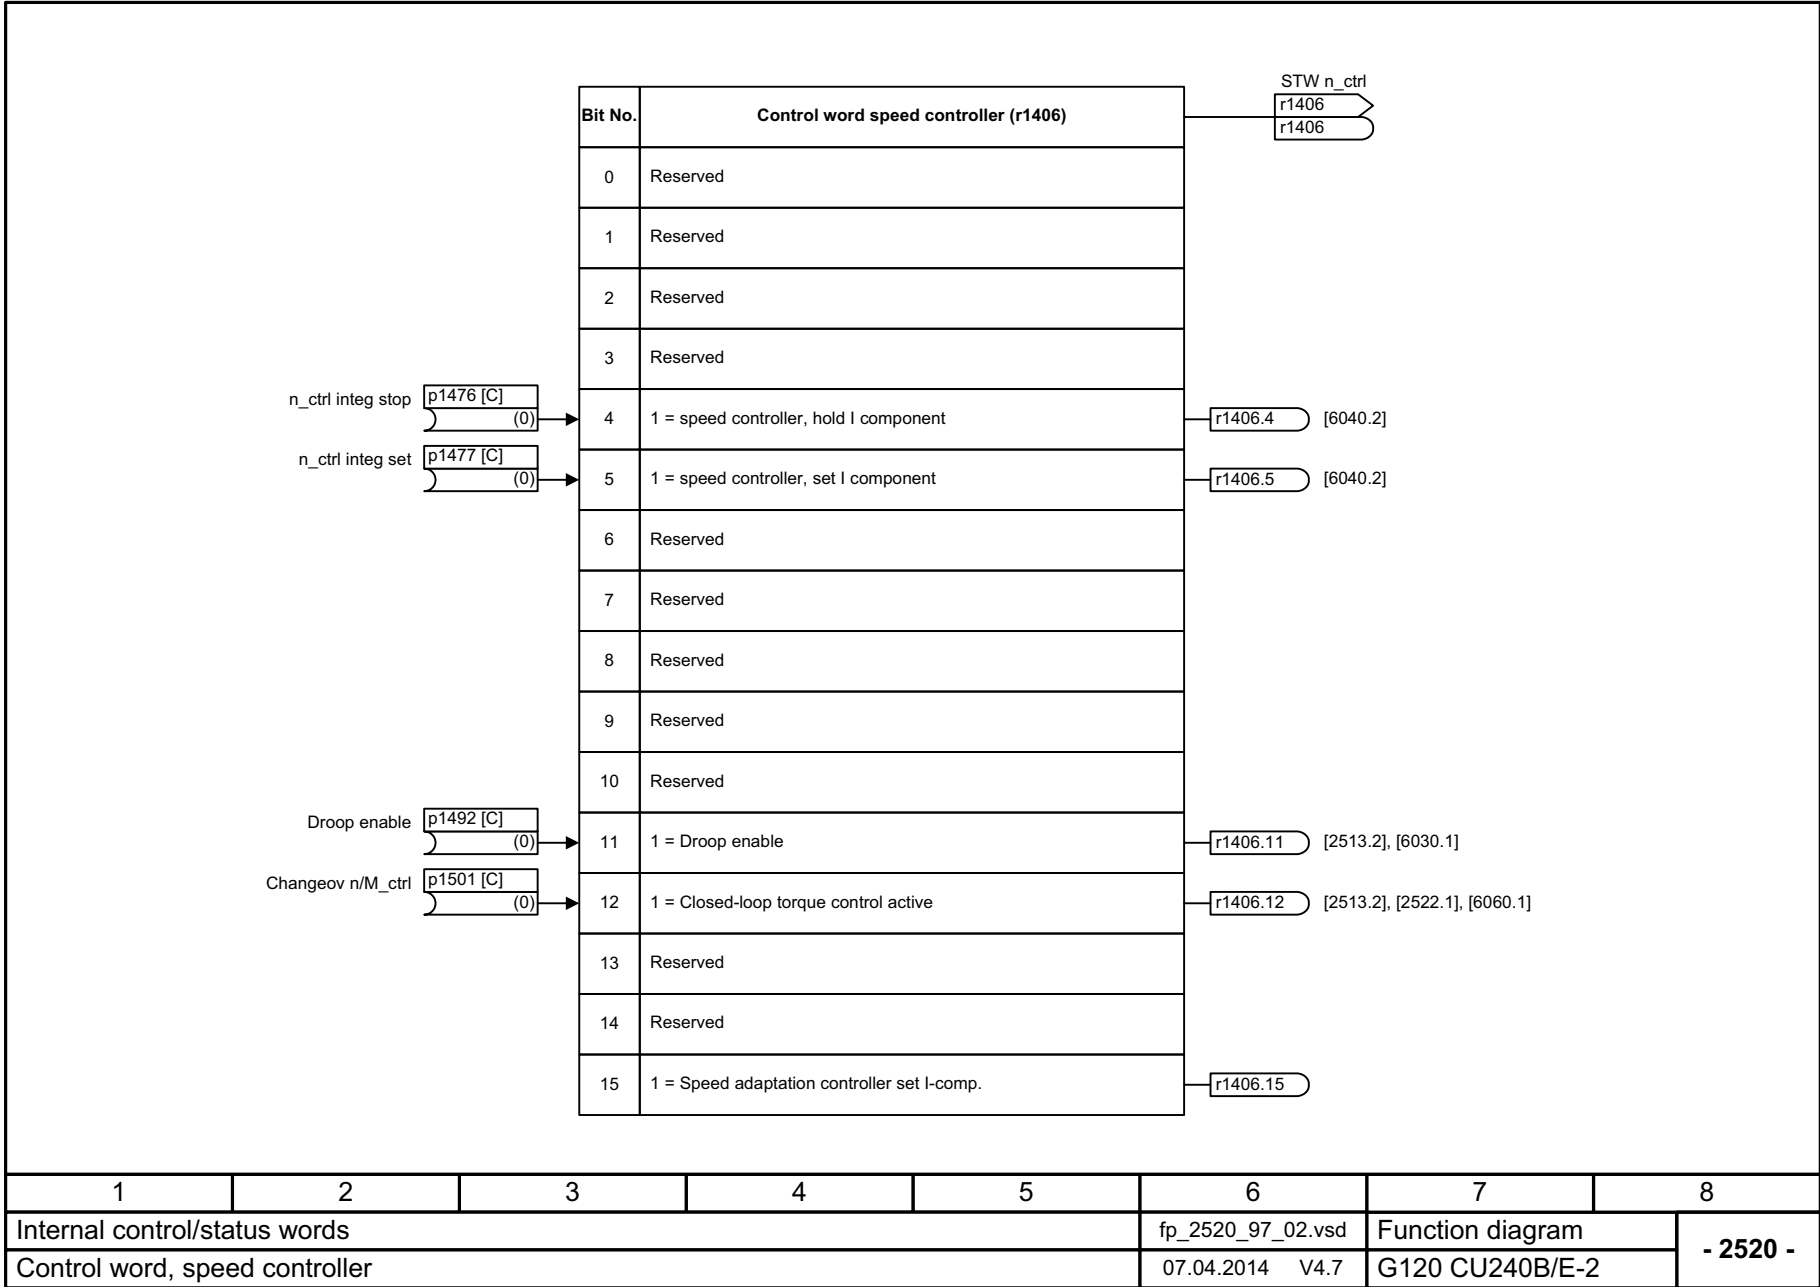 STW n_ctrl
r1406
r1406
Bit No. Control word speed controller (r1406)
0 Reserved
1 Reserved
2 Reserved
3 Reserved
n_ctrl integ stop p1476 [C]
(0) 4 1 = speed controller, hold I component r1406.4 [6040.2]
n_ctrl integ set p1477 [C]
(0) 5 1 = speed controller, set I component r1406.5 [6040.2]
6 Reserved
7 Reserved
8 Reserved
9 Reserved
10 Reserved
Droop enable p1492 [C]
(0) 11 1 = Droop enable r1406.11 [2513.2], [6030.1]
Changeov n/M_ctrl p1501 [C]
(0) 12 1 = Closed-loop torque control active r1406.12 [2513.2], [2522.1], [6060.1]
13 Reserved
14 Reserved
15 1 = Speed adaptation controller set I-comp. r1406.15
1 2 3 4 5 6 7 8
Internal control/status words fp_2520_97_02.vsd Function diagram
- 2520 -
Control word, speed controller 07.04.2014 V4.7 G120 CU240B/E-2